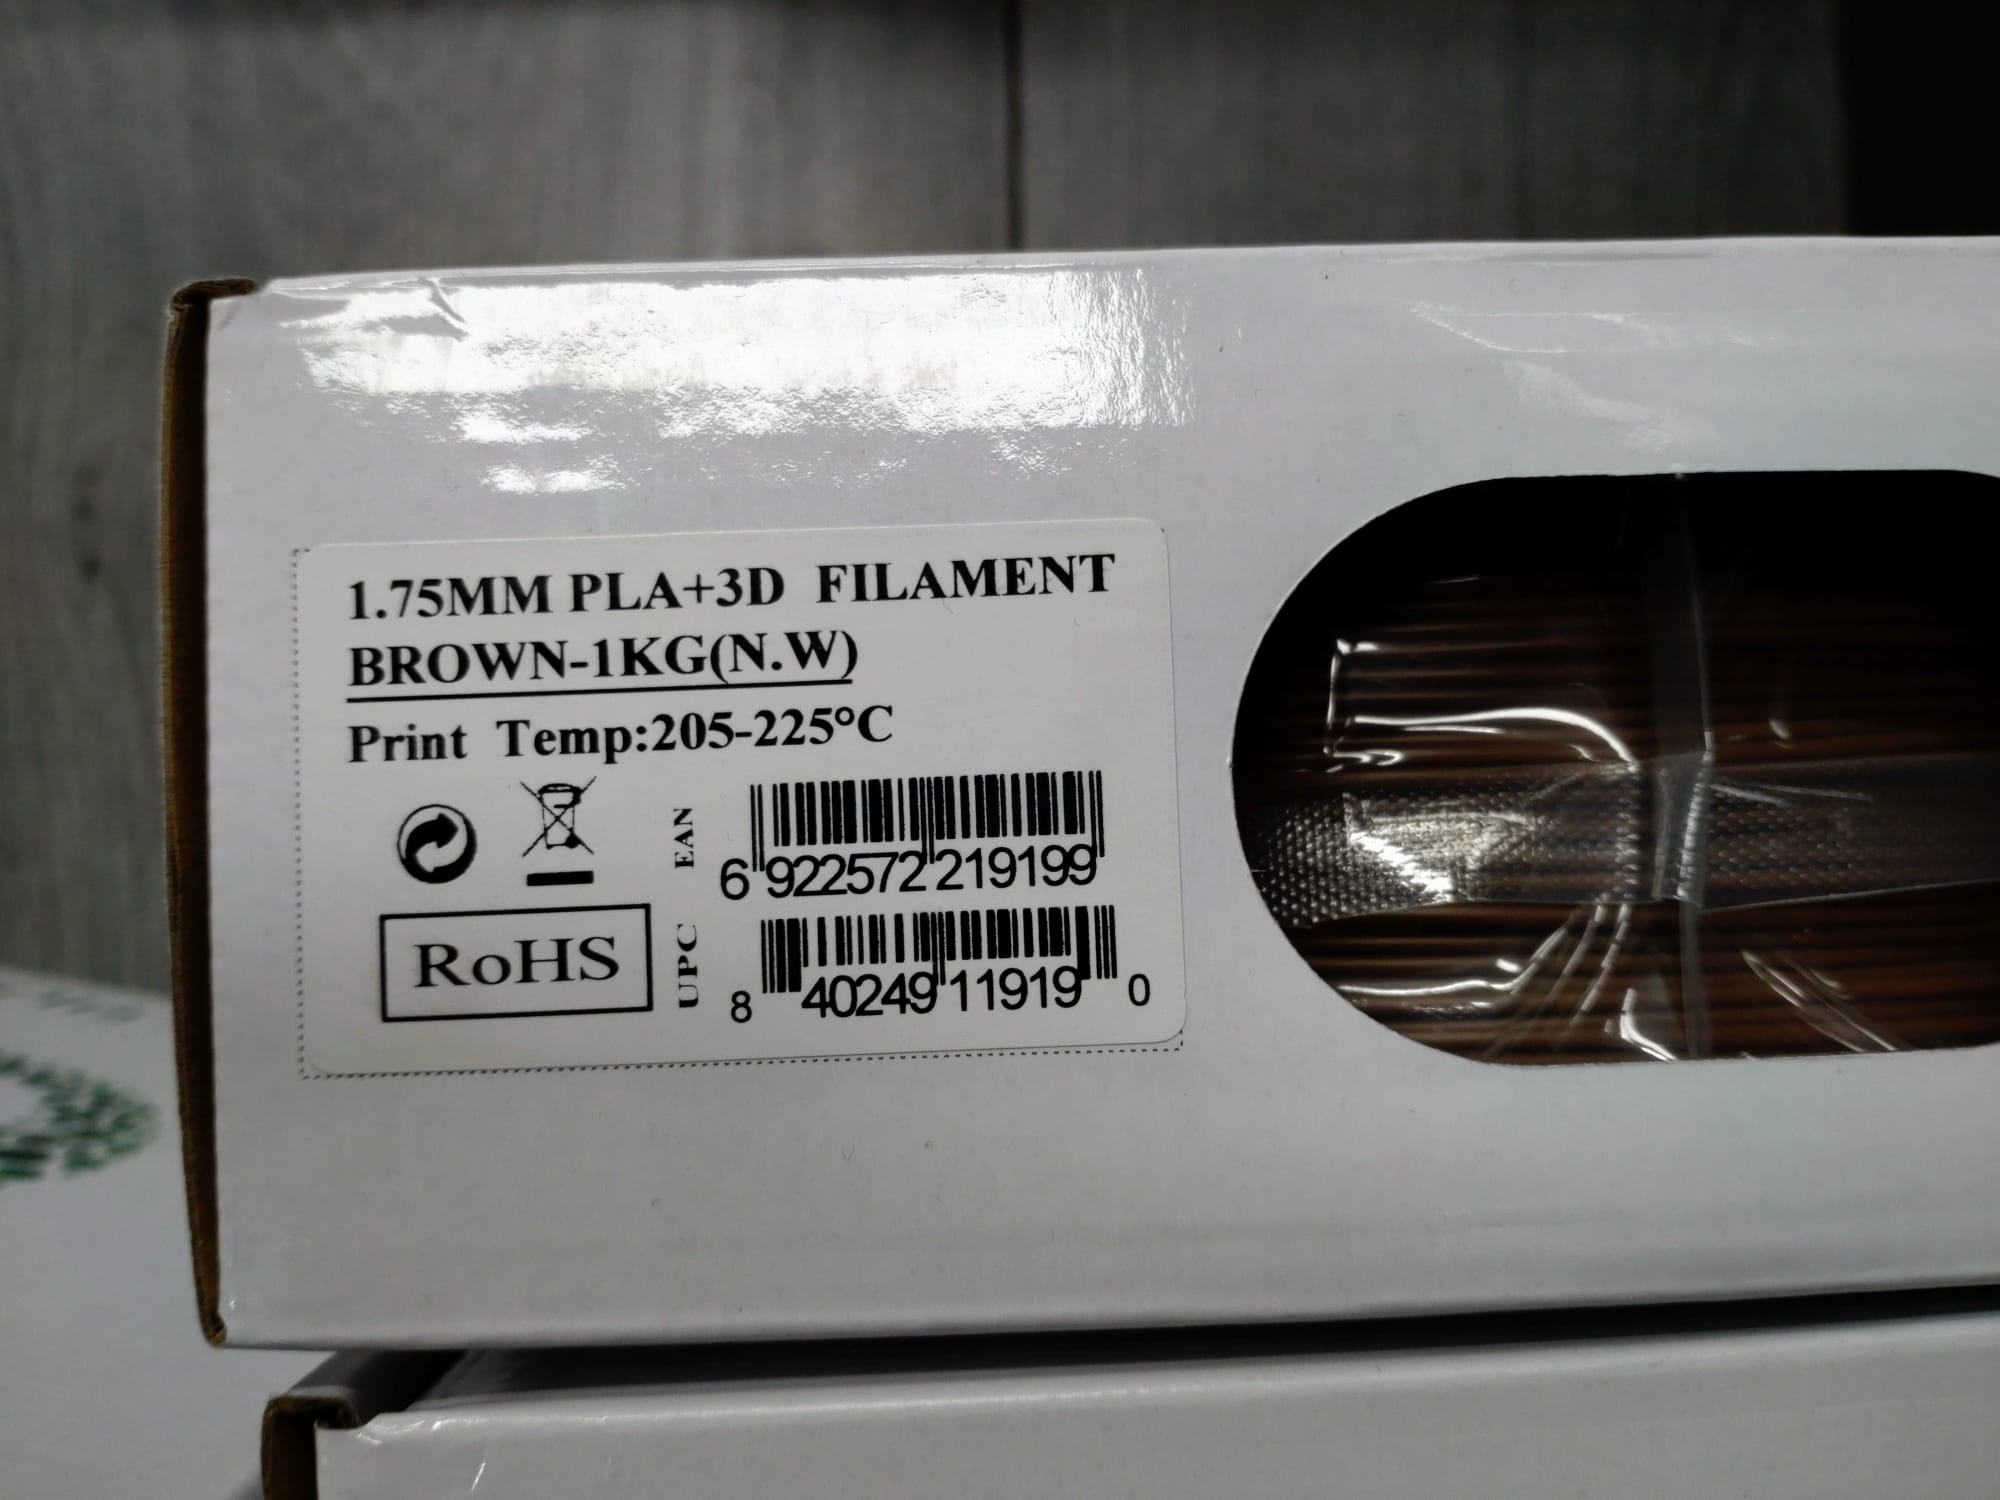 1.75MM PLA+3D FILAMENT
BROWN-1KG(N.W)
Print Temp:205-225°C
EAN
6 922572 219199
RoHS
UPC
8 40249 11919 0